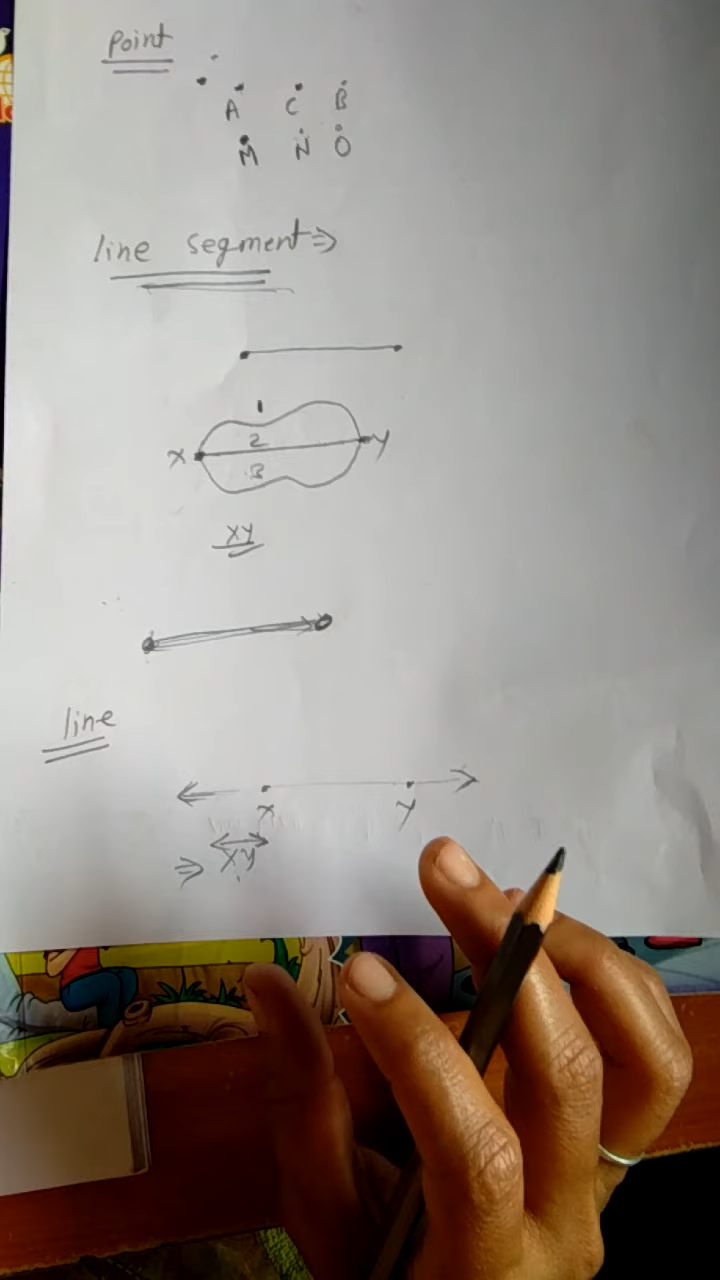 Point
A C B
M N O
line segment ⇒
1
X 2 Y
3
XY
line
X Y
⇒ XY